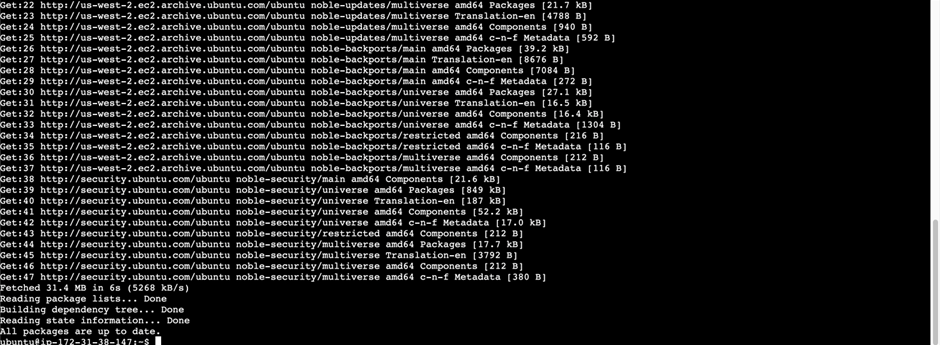 Get:22 http://us-west-2.ec2.archive.ubuntu.com/ubuntu noble-updates/multiverse amd64 Packages [21.7 kB]
Get:23 http://us-west-2.ec2.archive.ubuntu.com/ubuntu noble-updates/multiverse Translation-en [4788 B]
Get:24 http://us-west-2.ec2.archive.ubuntu.com/ubuntu noble-updates/multiverse amd64 Components [940 B]
Get:25 http://us-west-2.ec2.archive.ubuntu.com/ubuntu noble-updates/multiverse amd64 c-n-f Metadata [592 B]
Get:26 http://us-west-2.ec2.archive.ubuntu.com/ubuntu noble-backports/main amd64 Packages [39.2 kB]
Get:27 http://us-west-2.ec2.archive.ubuntu.com/ubuntu noble-backports/main Translation-en [8676 B]
Get:28 http://us-west-2.ec2.archive.ubuntu.com/ubuntu noble-backports/main amd64 Components [7084 B]
Get:29 http://us-west-2.ec2.archive.ubuntu.com/ubuntu noble-backports/main amd64 c-n-f Metadata [272 B]
Get:30 http://us-west-2.ec2.archive.ubuntu.com/ubuntu noble-backports/universe amd64 Packages [27.1 kB]
Get:31 http://us-west-2.ec2.archive.ubuntu.com/ubuntu noble-backports/universe Translation-en [16.5 kB]
Get:32 http://us-west-2.ec2.archive.ubuntu.com/ubuntu noble-backports/universe amd64 Components [16.4 kB]
Get:33 http://us-west-2.ec2.archive.ubuntu.com/ubuntu noble-backports/universe amd64 c-n-f Metadata [1304 B]
Get:34 http://us-west-2.ec2.archive.ubuntu.com/ubuntu noble-backports/restricted amd64 Components [216 B]
Get:35 http://us-west-2.ec2.archive.ubuntu.com/ubuntu noble-backports/restricted amd64 c-n-f Metadata [116 B]
Get:36 http://us-west-2.ec2.archive.ubuntu.com/ubuntu noble-backports/multiverse amd64 Components [212 B]
Get:37 http://us-west-2.ec2.archive.ubuntu.com/ubuntu noble-backports/multiverse amd64 c-n-f Metadata [116 B]
Get:38 http://security.ubuntu.com/ubuntu noble-security/main amd64 Components [21.6 kB]
Get:39 http://security.ubuntu.com/ubuntu noble-security/universe amd64 Packages [849 kB]
Get:40 http://security.ubuntu.com/ubuntu noble-security/universe Translation-en [187 kB]
Get:41 http://security.ubuntu.com/ubuntu noble-security/universe amd64 Components [52.2 kB]
Get:42 http://security.ubuntu.com/ubuntu noble-security/universe amd64 c-n-f Metadata [17.0 kB]
Get:43 http://security.ubuntu.com/ubuntu noble-security/restricted amd64 Components [212 B]
Get:44 http://security.ubuntu.com/ubuntu noble-security/multiverse amd64 Packages [17.7 kB]
Get:45 http://security.ubuntu.com/ubuntu noble-security/multiverse Translation-en [3792 B]
Get:46 http://security.ubuntu.com/ubuntu noble-security/multiverse amd64 Components [212 B]
Get:47 http://security.ubuntu.com/ubuntu noble-security/multiverse amd64 c-n-f Metadata [380 B]
Fetched 31.4 MB in 6s (5268 kB/s)
Reading package lists... Done
Building dependency tree... Done
Reading state information... Done
All packages are up to date.
ubuntu@ip-172-31-38-147:~$